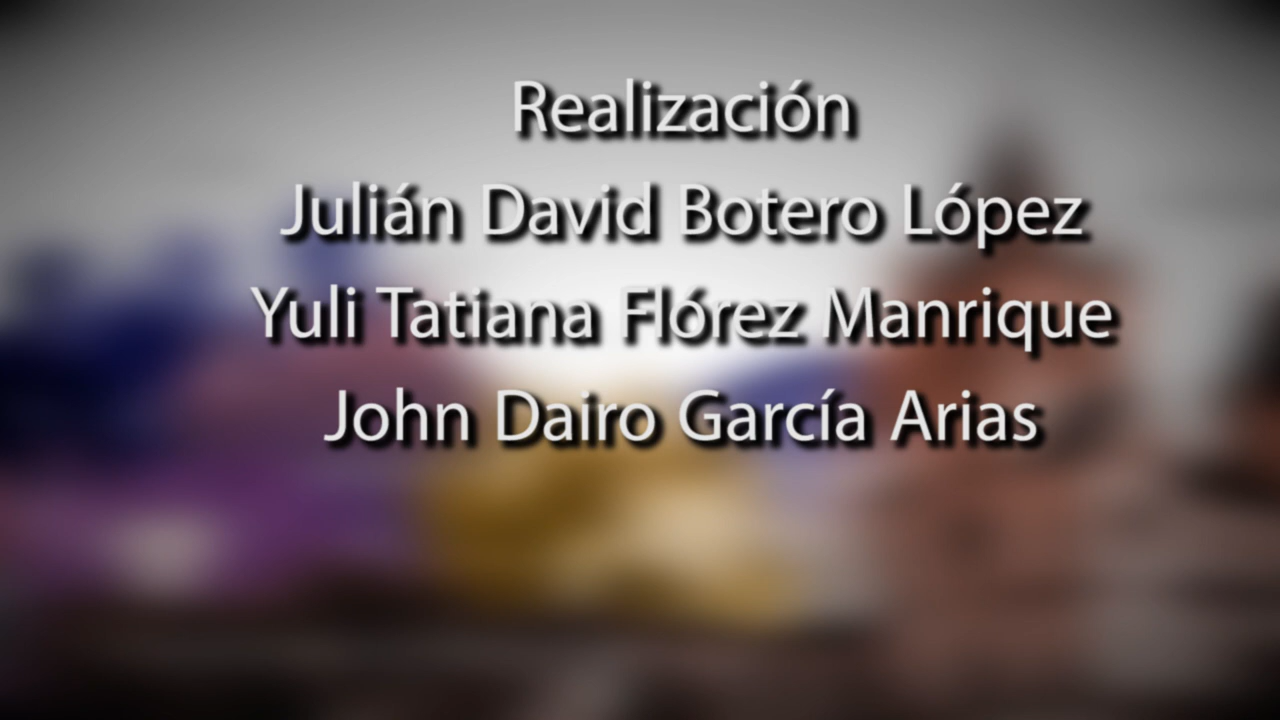 Realización
Julián David Botero López
Yuli Tatiana Flórez Manrique
John Dairo García Arias